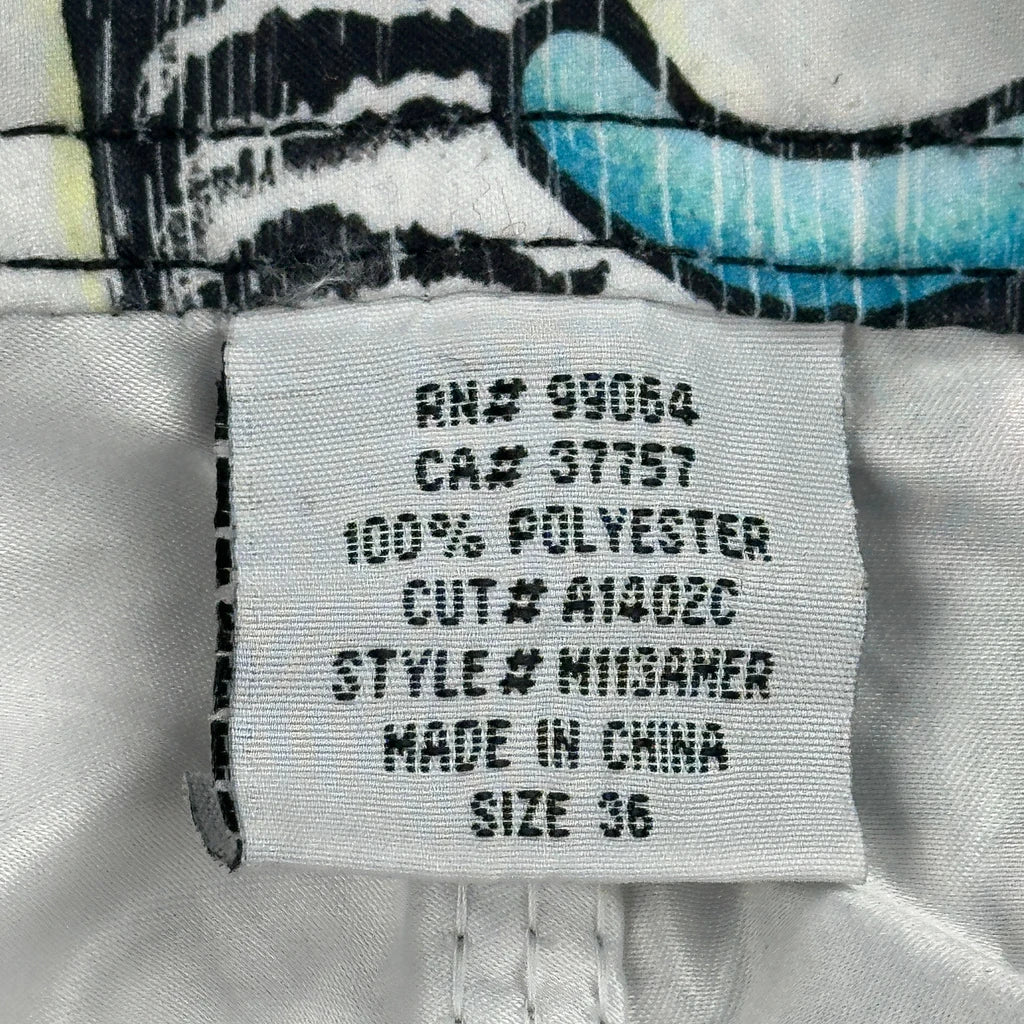 RN# 99064
CA# 37757
100% POLYESTER
CUT# A1402C
STYLE# M113AMER
MADE IN CHINA
SIZE 36